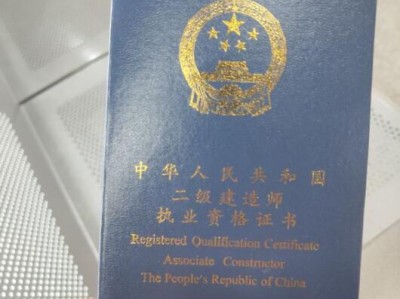 中华人民共和国
二级建造师
执业资格证书
Registered Qualification Certificate
Associate Constructor
The People's Republic of China